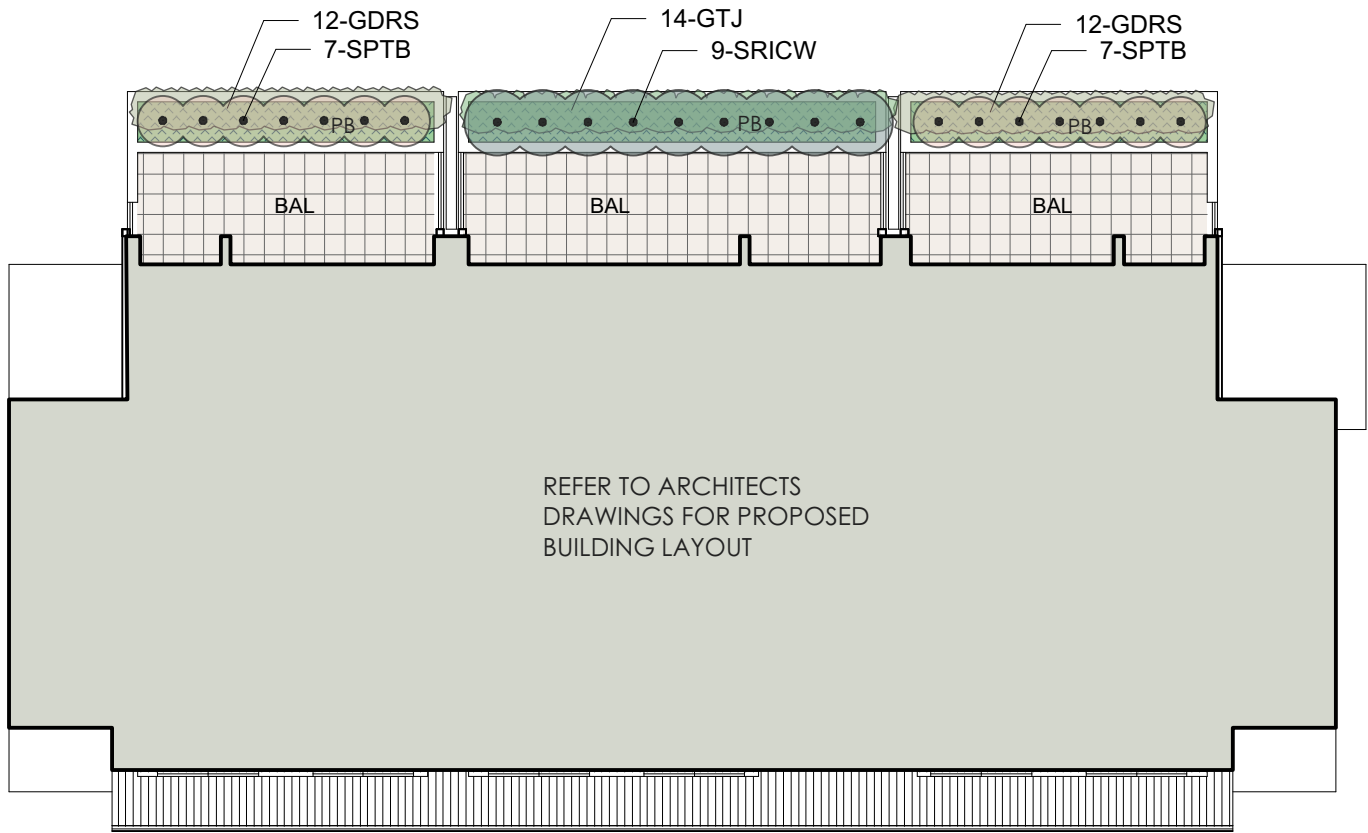 12-GDRS
7-SPTB
14-GTJ
9-SRICW
12-GDRS
7-SPTB
PB
PB
PB
BAL
BAL
BAL
REFER TO ARCHITECTS
DRAWINGS FOR PROPOSED
BUILDING LAYOUT